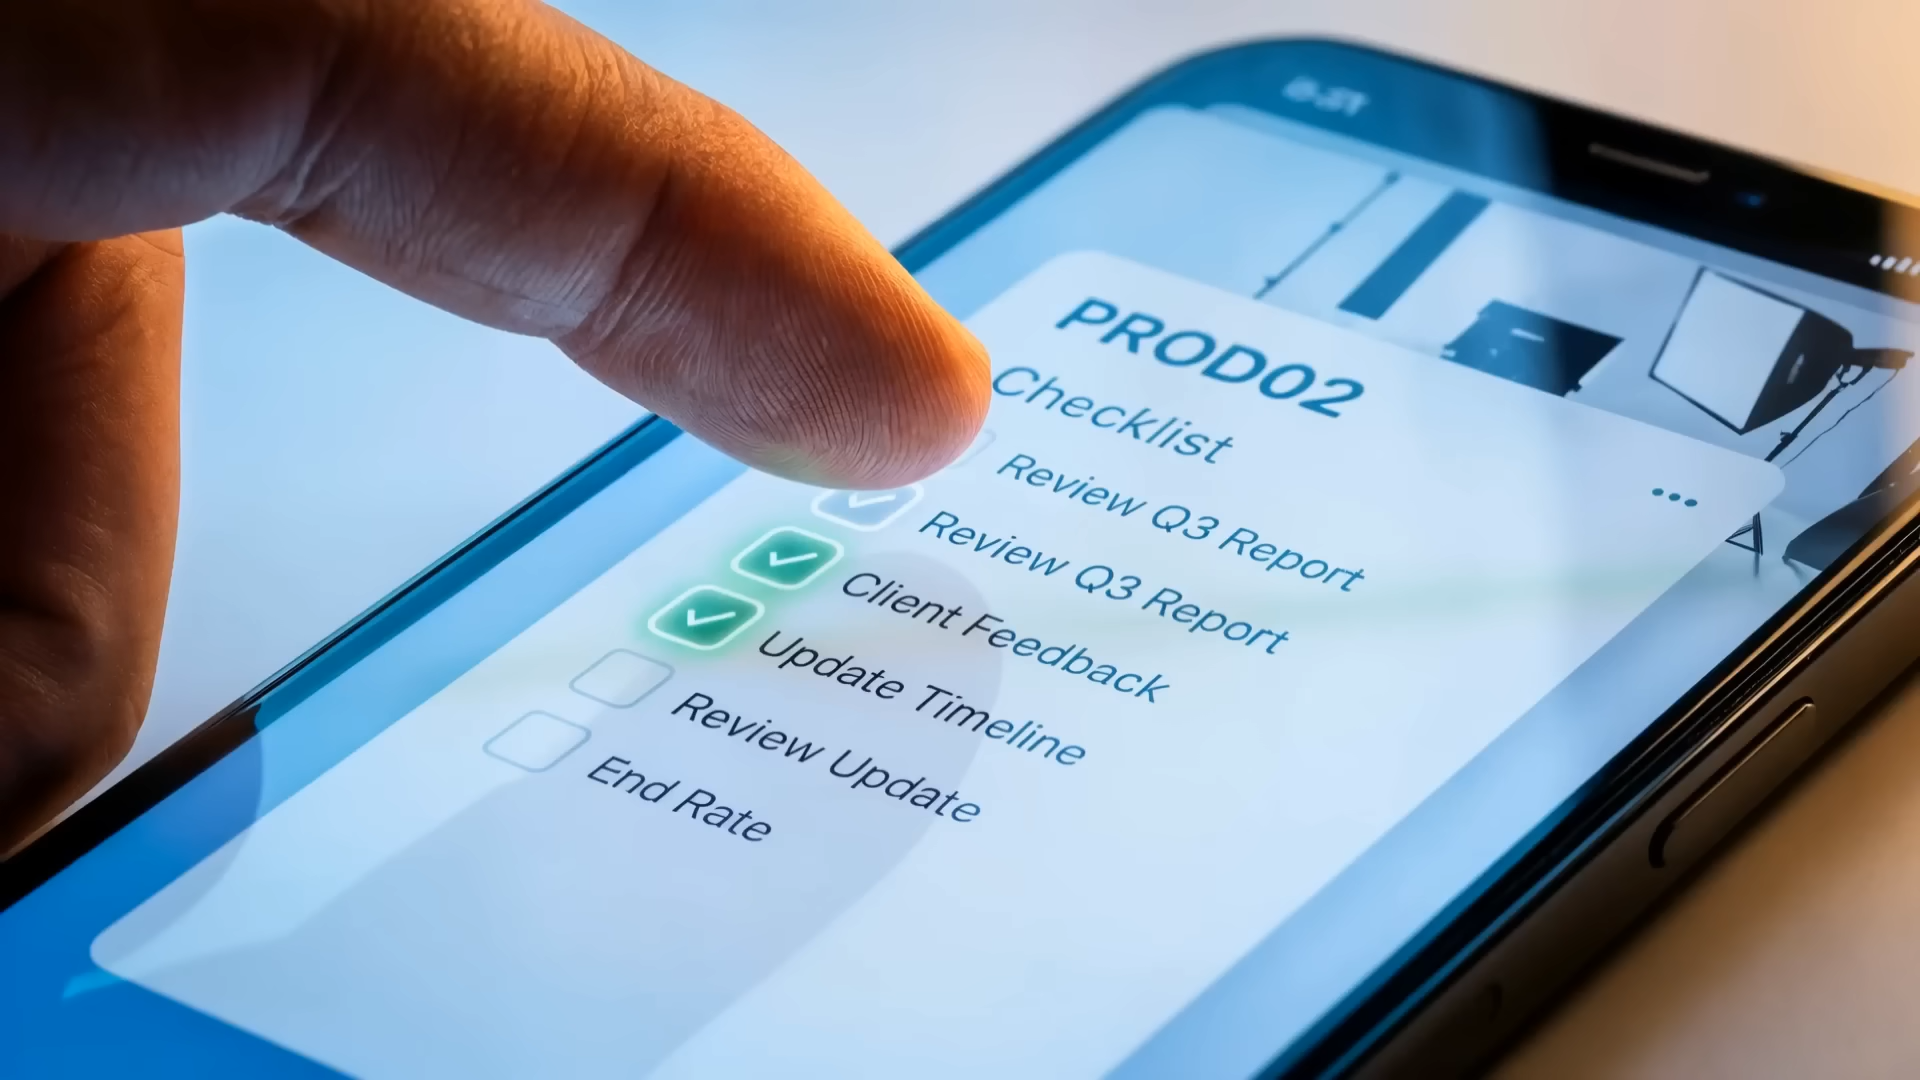 PROD02
Checklist
Review Q3 Report
Review Q3 Report
Client Feedback
Update Timeline
Review Update
End Rate